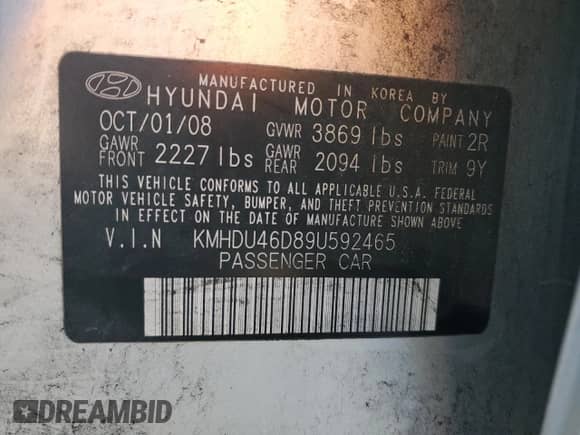 MANUFACTURED IN KOREA BY
HYUNDAI MOTOR COMPANY
OCT/01/08 GVWR 3869 lbs PAINT 2R
GAWR FRONT 2227 lbs GAWR REAR 2094 lbs TRIM 9Y
THIS VEHICLE CONFORMS TO ALL APPLICABLE U.S.A. FEDERAL
MOTOR VEHICLE SAFETY, BUMPER, AND THEFT PREVENTION STANDARDS
IN EFFECT ON THE DATE OF MANUFACTURE SHOWN ABOVE
V.I.N KMHDU46D89U592465
PASSENGER CAR
DREAMBID